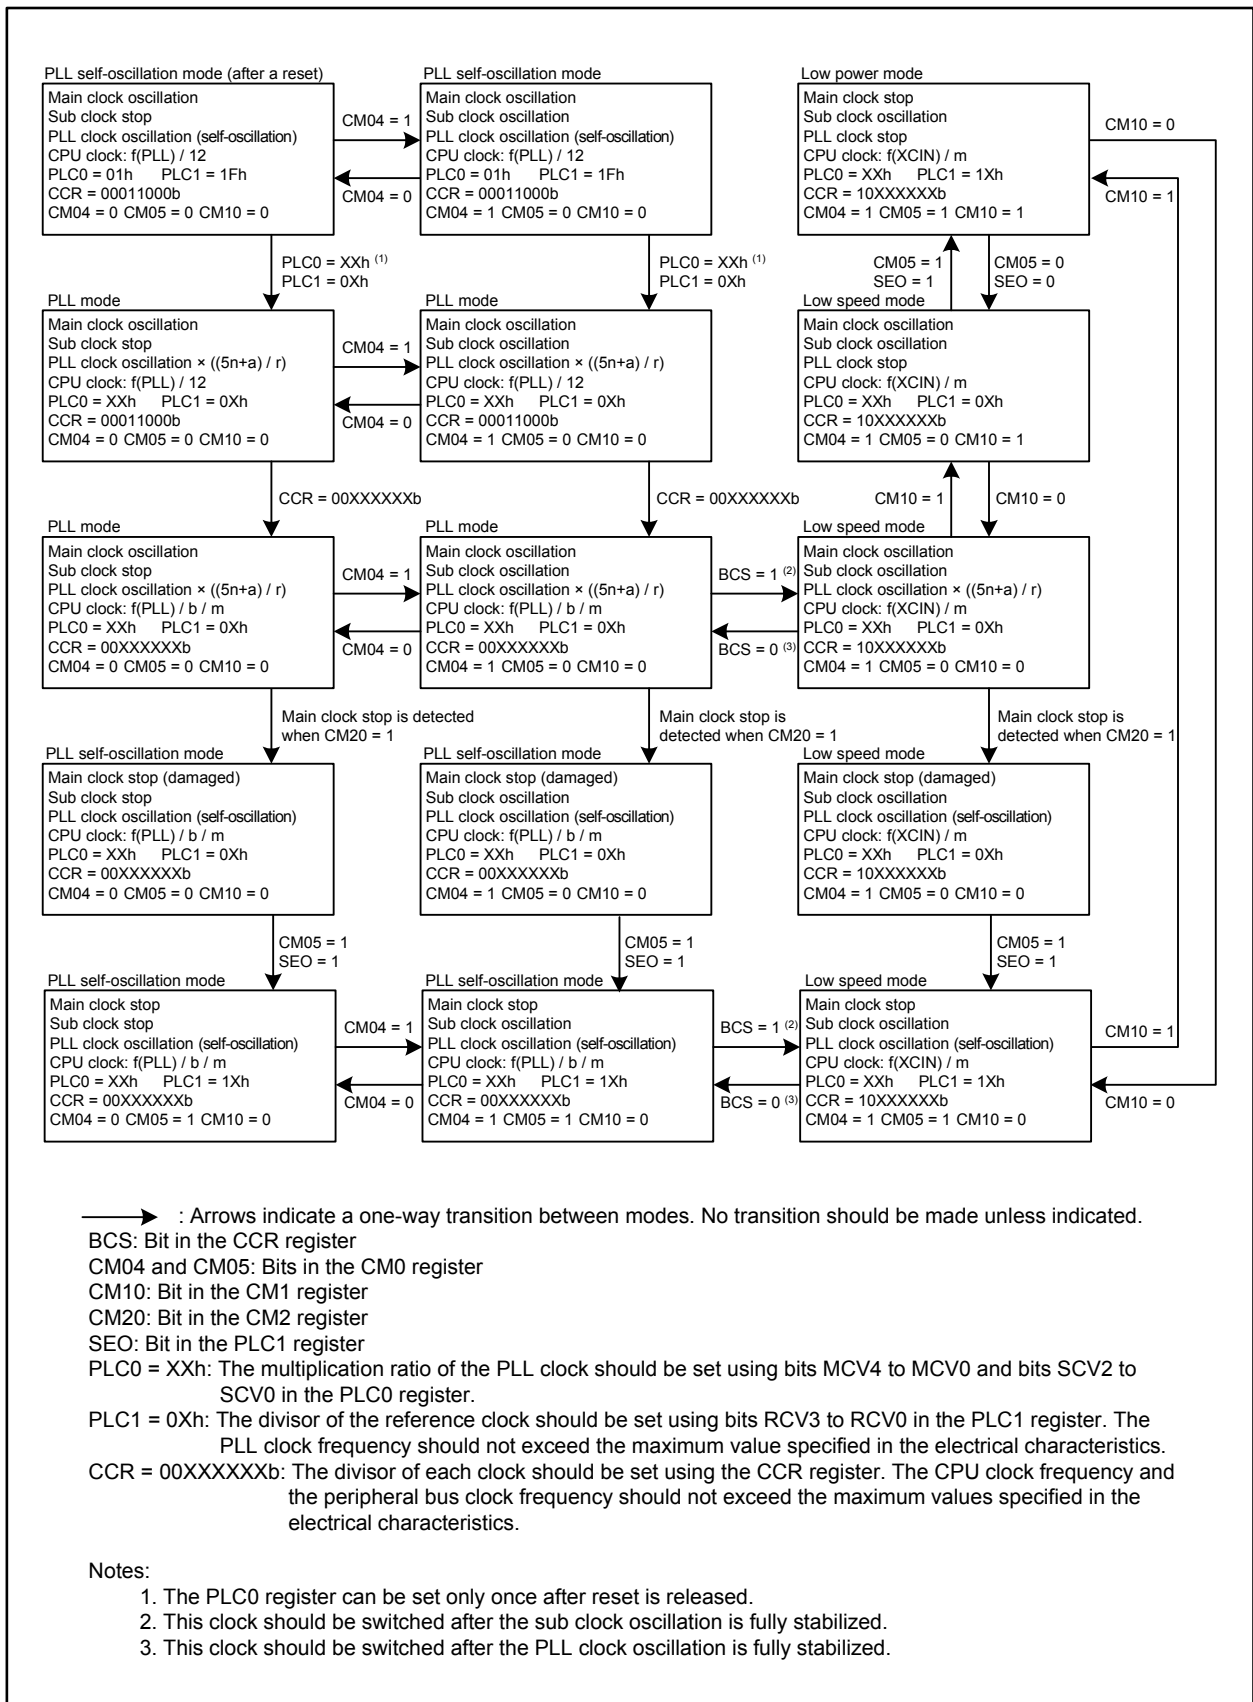 PLL self-oscillation mode (after a reset)
Main clock oscillation
Sub clock stop
PLL clock oscillation (self-oscillation)
CPU clock: f(PLL) / 12
PLC0 = 01h PLC1 = 1Fh
CCR = 00011000b
CM04 = 0 CM05 = 0 CM10 = 0
CM04 = 1
CM04 = 0
PLL self-oscillation mode
Main clock oscillation
Sub clock oscillation
PLL clock oscillation (self-oscillation)
CPU clock: f(PLL) / 12
PLC0 = 01h PLC1 = 1Fh
CCR = 00011000b
CM04 = 1 CM05 = 0 CM10 = 0
Low power mode
Main clock stop
Sub clock oscillation
PLL clock stop
CPU clock: f(XCIN) / m
PLC0 = XXh PLC1 = 1Xh
CCR = 10XXXXXXb
CM04 = 1 CM05 = 1 CM10 = 1
CM10 = 0
CM10 = 1
PLC0 = XXh (1)
PLC1 = 0Xh
PLC0 = XXh (1)
PLC1 = 0Xh
CM05 = 1
SEO = 1
CM05 = 0
SEO = 0
PLL mode
Main clock oscillation
Sub clock stop
PLL clock oscillation × ((5n+a) / r)
CPU clock: f(PLL) / 12
PLC0 = XXh PLC1 = 0Xh
CCR = 00011000b
CM04 = 0 CM05 = 0 CM10 = 0
CM04 = 1
CM04 = 0
PLL mode
Main clock oscillation
Sub clock oscillation
PLL clock oscillation × ((5n+a) / r)
CPU clock: f(PLL) / 12
PLC0 = XXh PLC1 = 0Xh
CCR = 00011000b
CM04 = 1 CM05 = 0 CM10 = 0
Low speed mode
Main clock oscillation
Sub clock oscillation
PLL clock stop
CPU clock: f(XCIN) / m
PLC0 = XXh PLC1 = 0Xh
CCR = 10XXXXXXb
CM04 = 1 CM05 = 0 CM10 = 1
CCR = 00XXXXXXb
CCR = 00XXXXXXb
CM10 = 1
CM10 = 0
PLL mode
Main clock oscillation
Sub clock stop
PLL clock oscillation × ((5n+a) / r)
CPU clock: f(PLL) / b / m
PLC0 = XXh PLC1 = 0Xh
CCR = 00XXXXXXb
CM04 = 0 CM05 = 0 CM10 = 0
CM04 = 1
CM04 = 0
PLL mode
Main clock oscillation
Sub clock oscillation
PLL clock oscillation × ((5n+a) / r)
CPU clock: f(PLL) / b / m
PLC0 = XXh PLC1 = 0Xh
CCR = 00XXXXXXb
CM04 = 1 CM05 = 0 CM10 = 0
BCS = 1 (2)
BCS = 0 (3)
Low speed mode
Main clock oscillation
Sub clock oscillation
PLL clock oscillation × ((5n+a) / r)
CPU clock: f(XCIN) / m
PLC0 = XXh PLC1 = 0Xh
CCR = 10XXXXXXb
CM04 = 1 CM05 = 0 CM10 = 0
Main clock stop is detected
when CM20 = 1
Main clock stop is
detected when CM20 = 1
Main clock stop is
detected when CM20 = 1
PLL self-oscillation mode
Main clock stop (damaged)
Sub clock stop
PLL clock oscillation (self-oscillation)
CPU clock: f(PLL) / b / m
PLC0 = XXh PLC1 = 0Xh
CCR = 00XXXXXXb
CM04 = 0 CM05 = 0 CM10 = 0
PLL self-oscillation mode
Main clock stop (damaged)
Sub clock oscillation
PLL clock oscillation (self-oscillation)
CPU clock: f(PLL) / b / m
PLC0 = XXh PLC1 = 0Xh
CCR = 00XXXXXXb
CM04 = 1 CM05 = 0 CM10 = 0
Low speed mode
Main clock stop (damaged)
Sub clock oscillation
PLL clock oscillation (self-oscillation)
CPU clock: f(XCIN) / m
PLC0 = XXh PLC1 = 0Xh
CCR = 10XXXXXXb
CM04 = 1 CM05 = 0 CM10 = 0
CM05 = 1
SEO = 1
CM05 = 1
SEO = 1
CM05 = 1
SEO = 1
PLL self-oscillation mode
Main clock stop
Sub clock stop
PLL clock oscillation (self-oscillation)
CPU clock: f(PLL) / b / m
PLC0 = XXh PLC1 = 1Xh
CCR = 00XXXXXXb
CM04 = 0 CM05 = 1 CM10 = 0
CM04 = 1
CM04 = 0
PLL self-oscillation mode
Main clock stop
Sub clock oscillation
PLL clock oscillation (self-oscillation)
CPU clock: f(PLL) / b / m
PLC0 = XXh PLC1 = 1Xh
CCR = 00XXXXXXb
CM04 = 1 CM05 = 1 CM10 = 0
BCS = 1 (2)
BCS = 0 (3)
Low speed mode
Main clock stop
Sub clock oscillation
PLL clock oscillation (self-oscillation)
CPU clock: f(XCIN) / m
PLC0 = XXh PLC1 = 1Xh
CCR = 10XXXXXXb
CM04 = 1 CM05 = 1 CM10 = 0
CM10 = 1
CM10 = 0
: Arrows indicate a one-way transition between modes. No transition should be made unless indicated.
BCS: Bit in the CCR register
CM04 and CM05: Bits in the CM0 register
CM10: Bit in the CM1 register
CM20: Bit in the CM2 register
SEO: Bit in the PLC1 register
PLC0 = XXh: The multiplication ratio of the PLL clock should be set using bits MCV4 to MCV0 and bits SCV2 to
SCV0 in the PLC0 register.
PLC1 = 0Xh: The divisor of the reference clock should be set using bits RCV3 to RCV0 in the PLC1 register. The
PLL clock frequency should not exceed the maximum value specified in the electrical characteristics.
CCR = 00XXXXXXb: The divisor of each clock should be set using the CCR register. The CPU clock frequency and
the peripheral bus clock frequency should not exceed the maximum values specified in the
electrical characteristics.
Notes:
1. The PLC0 register can be set only once after reset is released.
2. This clock should be switched after the sub clock oscillation is fully stabilized.
3. This clock should be switched after the PLL clock oscillation is fully stabilized.